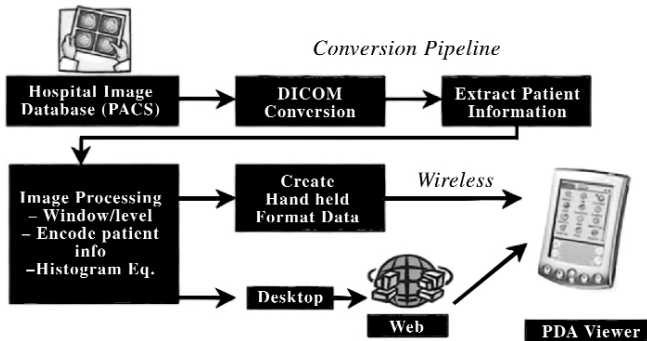 Conversion Pipeline
Hospital Image
Database (PACS)
DICOM
Conversion
Extract Patient
Information
Image Processing
– Window/level
– Encode patient
info
–Histogram Eq.
Create
Hand held
Format Data
Wireless
Desktop
Web
PDA Viewer